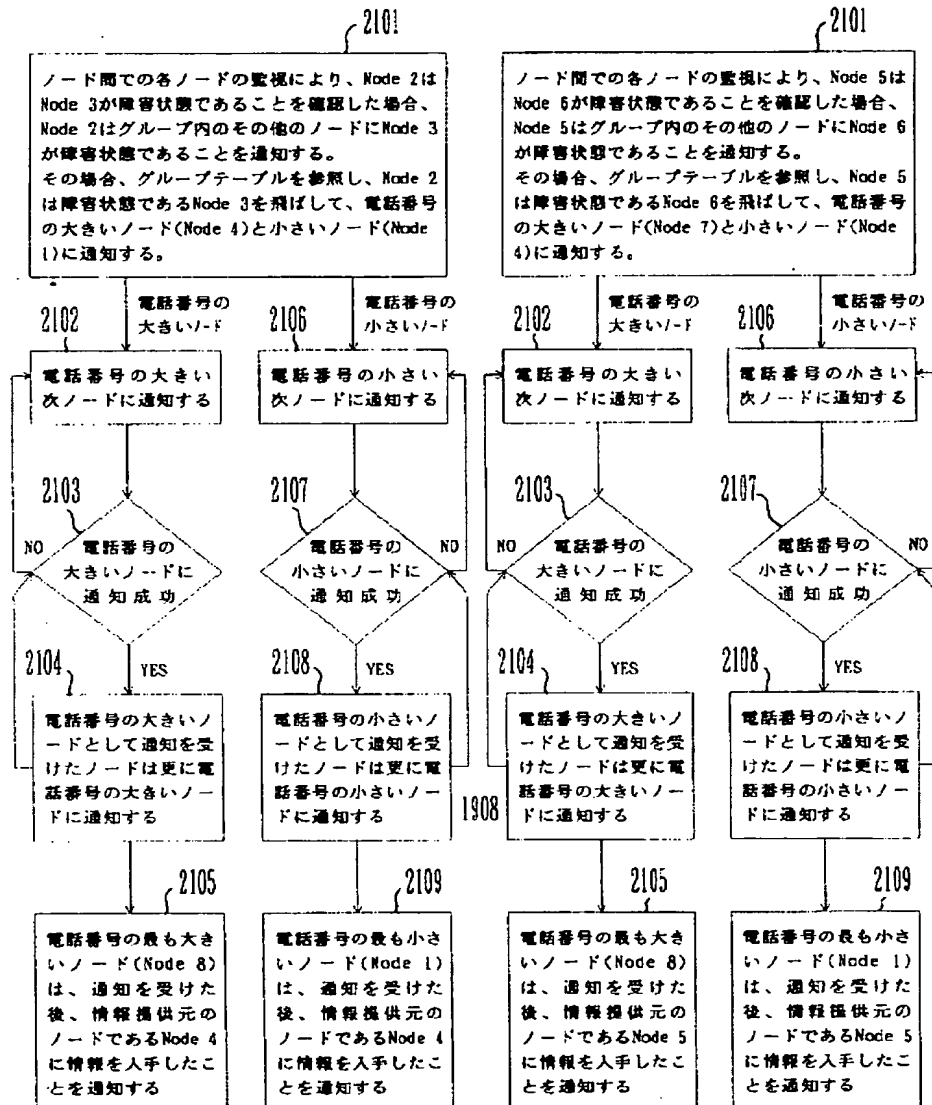 2101
ノード間での各ノードの監視により、Node 2は
Node 3が障害状態であることを確認した場合、
Node 2はグループ内のその他のノードにNode 3
が障害状態であることを通知する。
その場合、グループテーブルを参照し、Node 2
は障害状態であるNode 3を飛ばして、電話番号
の大きいノード(Node 4)と小さいノード(Node
1)に通知する。
電話番号の
大きいノード
電話番号の
小さいノード
2102
電話番号の大きい
次ノードに通知する
2106
電話番号の小さい
次ノードに通知する
2103
電話番号の
大きいノードに
通知成功
NO
YES
2107
電話番号の
小さいノードに
通知成功
NO
YES
2104
電話番号の大きいノ
ードとして通知を受
けたノードは更に電
話番号の大きいノー
ドに通知する
2108
電話番号の小さいノ
ードとして通知を受
けたノードは更に電
話番号の小さいノー
ドに通知する
2105
電話番号の最も大き
いノード(Node 8)
は、通知を受けた
後、情報提供元の
ノードであるNode 4
に情報を入手したこ
とを通知する
2109
電話番号の最も小さ
いノード(Node 1)
は、通知を受けた
後、情報提供元の
ノードであるNode 4
に情報を入手したこ
とを通知する
2101
ノード間での各ノードの監視により、Node 5は
Node 6が障害状態であることを確認した場合、
Node 5はグループ内のその他のノードにNode 6
が障害状態であることを通知する。
その場合、グループテーブルを参照し、Node 5
は障害状態であるNode 6を飛ばして、電話番号
の大きいノード(Node 7)と小さいノード(Node
4)に通知する。
電話番号の
大きいノード
電話番号の
小さいノード
2102
電話番号の大きい
次ノードに通知する
2106
電話番号の小さい
次ノードに通知する
2103
電話番号の
大きいノードに
通知成功
NO
YES
2107
電話番号の
小さいノードに
通知成功
NO
YES
2104
電話番号の大きいノ
ードとして通知を受
けたノードは更に電
話番号の大きいノー
ドに通知する
1908
2108
電話番号の小さいノ
ードとして通知を受
けたノードは更に電
話番号の小さいノー
ドに通知する
2105
電話番号の最も大き
いノード(Node 8)
は、通知を受けた
後、情報提供元の
ノードであるNode 5
に情報を入手したこ
とを通知する
2109
電話番号の最も小さ
いノード(Node 1)
は、通知を受けた
後、情報提供元の
ノードであるNode 5
に情報を入手したこ
とを通知する